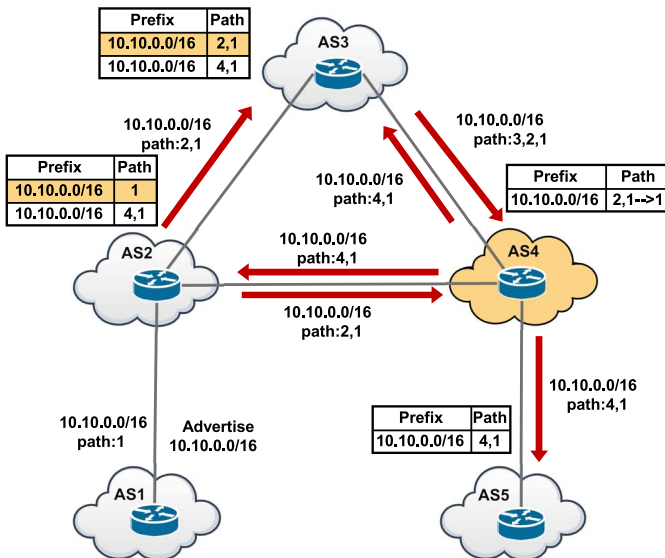 Prefix Path
10.10.0.0/16 2,1
10.10.0.0/16 4,1
AS3
10.10.0.0/16
path:2,1
10.10.0.0/16
path:3,2,1
Prefix Path
10.10.0.0/16 1
10.10.0.0/16 4,1
10.10.0.0/16
path:4,1
Prefix Path
10.10.0.0/16 2,1-->1
AS2
10.10.0.0/16
path:4,1
AS4
10.10.0.0/16
path:2,1
10.10.0.0/16
path:4,1
10.10.0.0/16
path:1
Advertise
10.10.0.0/16
Prefix Path
10.10.0.0/16 4,1
AS1
AS5